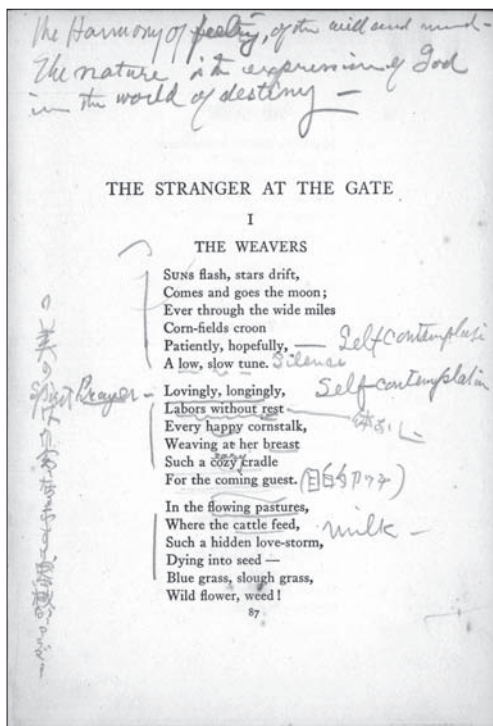 The Harmony of feeling, of the will and mind—
The nature is the expression of God
in the world of destiny —
THE STRANGER AT THE GATE
I
THE WEAVERS
SUNS flash, stars drift,
Comes and goes the moon;
Ever through the wide miles
Corn-fields croon
Patiently, hopefully, — Self contemplati
A low, slow tune. Silense
Spirit Prayer — Lovingly, longingly, Self contemplation
Labors without rest
Every happy cornstalk,
Weaving at her breast
Such a cozy cradle
For the coming guest.
In the flowing pastures,
Where the cattle feed, milk —
Such a hidden love-storm,
Dying into seed —
Blue grass, slough grass,
Wild flower, weed!
87